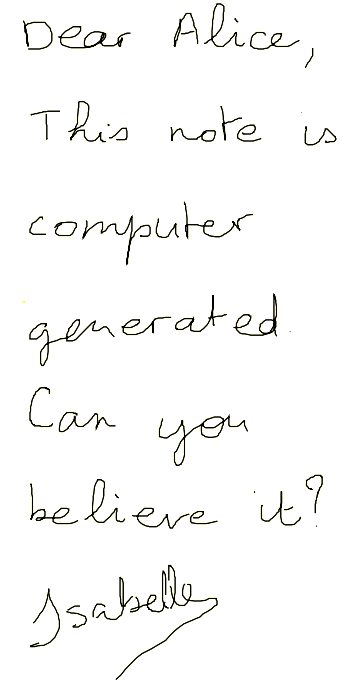 Dear Alice,
This note is
computer
generated.
Can you
believe it?
Isabelle